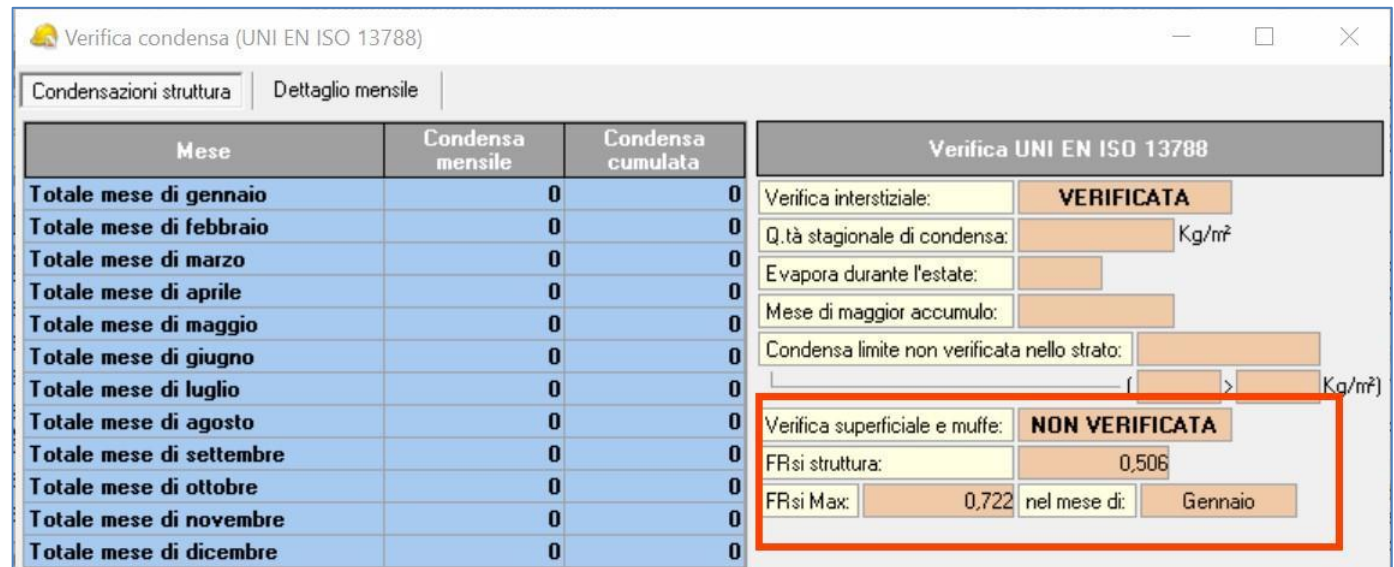 Verifica condensa (UNI EN ISO 13788)
Condensazioni struttura Dettaglio mensile
Mese Condensa mensile Condensa cumulata
Totale mese di gennaio 0 0
Totale mese di febbraio 0 0
Totale mese di marzo 0 0
Totale mese di aprile 0 0
Totale mese di maggio 0 0
Totale mese di giugno 0 0
Totale mese di luglio 0 0
Totale mese di agosto 0 0
Totale mese di settembre 0 0
Totale mese di ottobre 0 0
Totale mese di novembre 0 0
Totale mese di dicembre 0 0
Verifica UNI EN ISO 13788
Verifica interstiziale: VERIFICATA
Q.tà stagionale di condensa: Kg/m²
Evapora durante l'estate:
Mese di maggior accumulo:
Condensa limite non verificata nello strato:
( > Kg/m²)
Verifica superficiale e muffe: NON VERIFICATA
FRsi struttura: 0,506
FRsi Max: 0,722 nel mese di: Gennaio